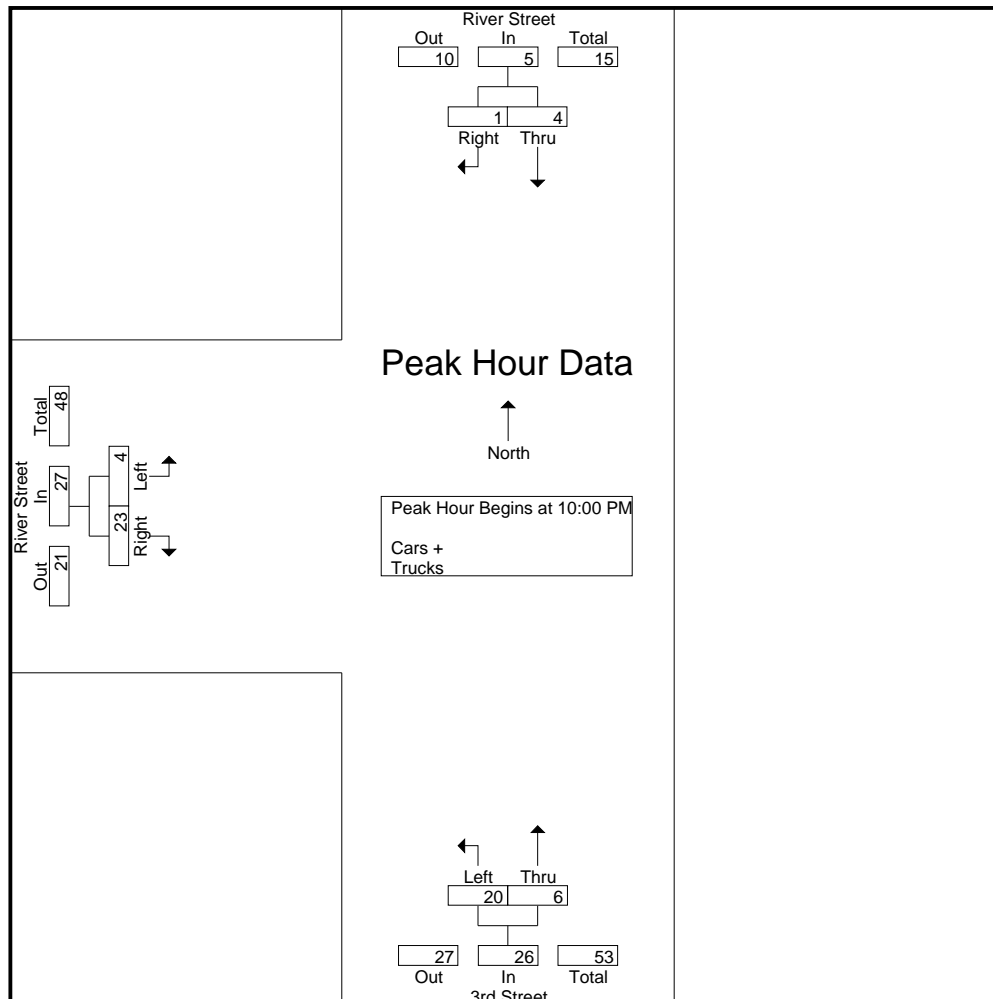 River Street
Out In Total
10 5 15
1 4
Right Thru
Peak Hour Data
North
Peak Hour Begins at 10:00 PM
Cars +
Trucks
River Street
Out In Total
21 27 48
23 4
Right Left
Left Thru
20 6
27 26 53
Out In Total
3rd Street